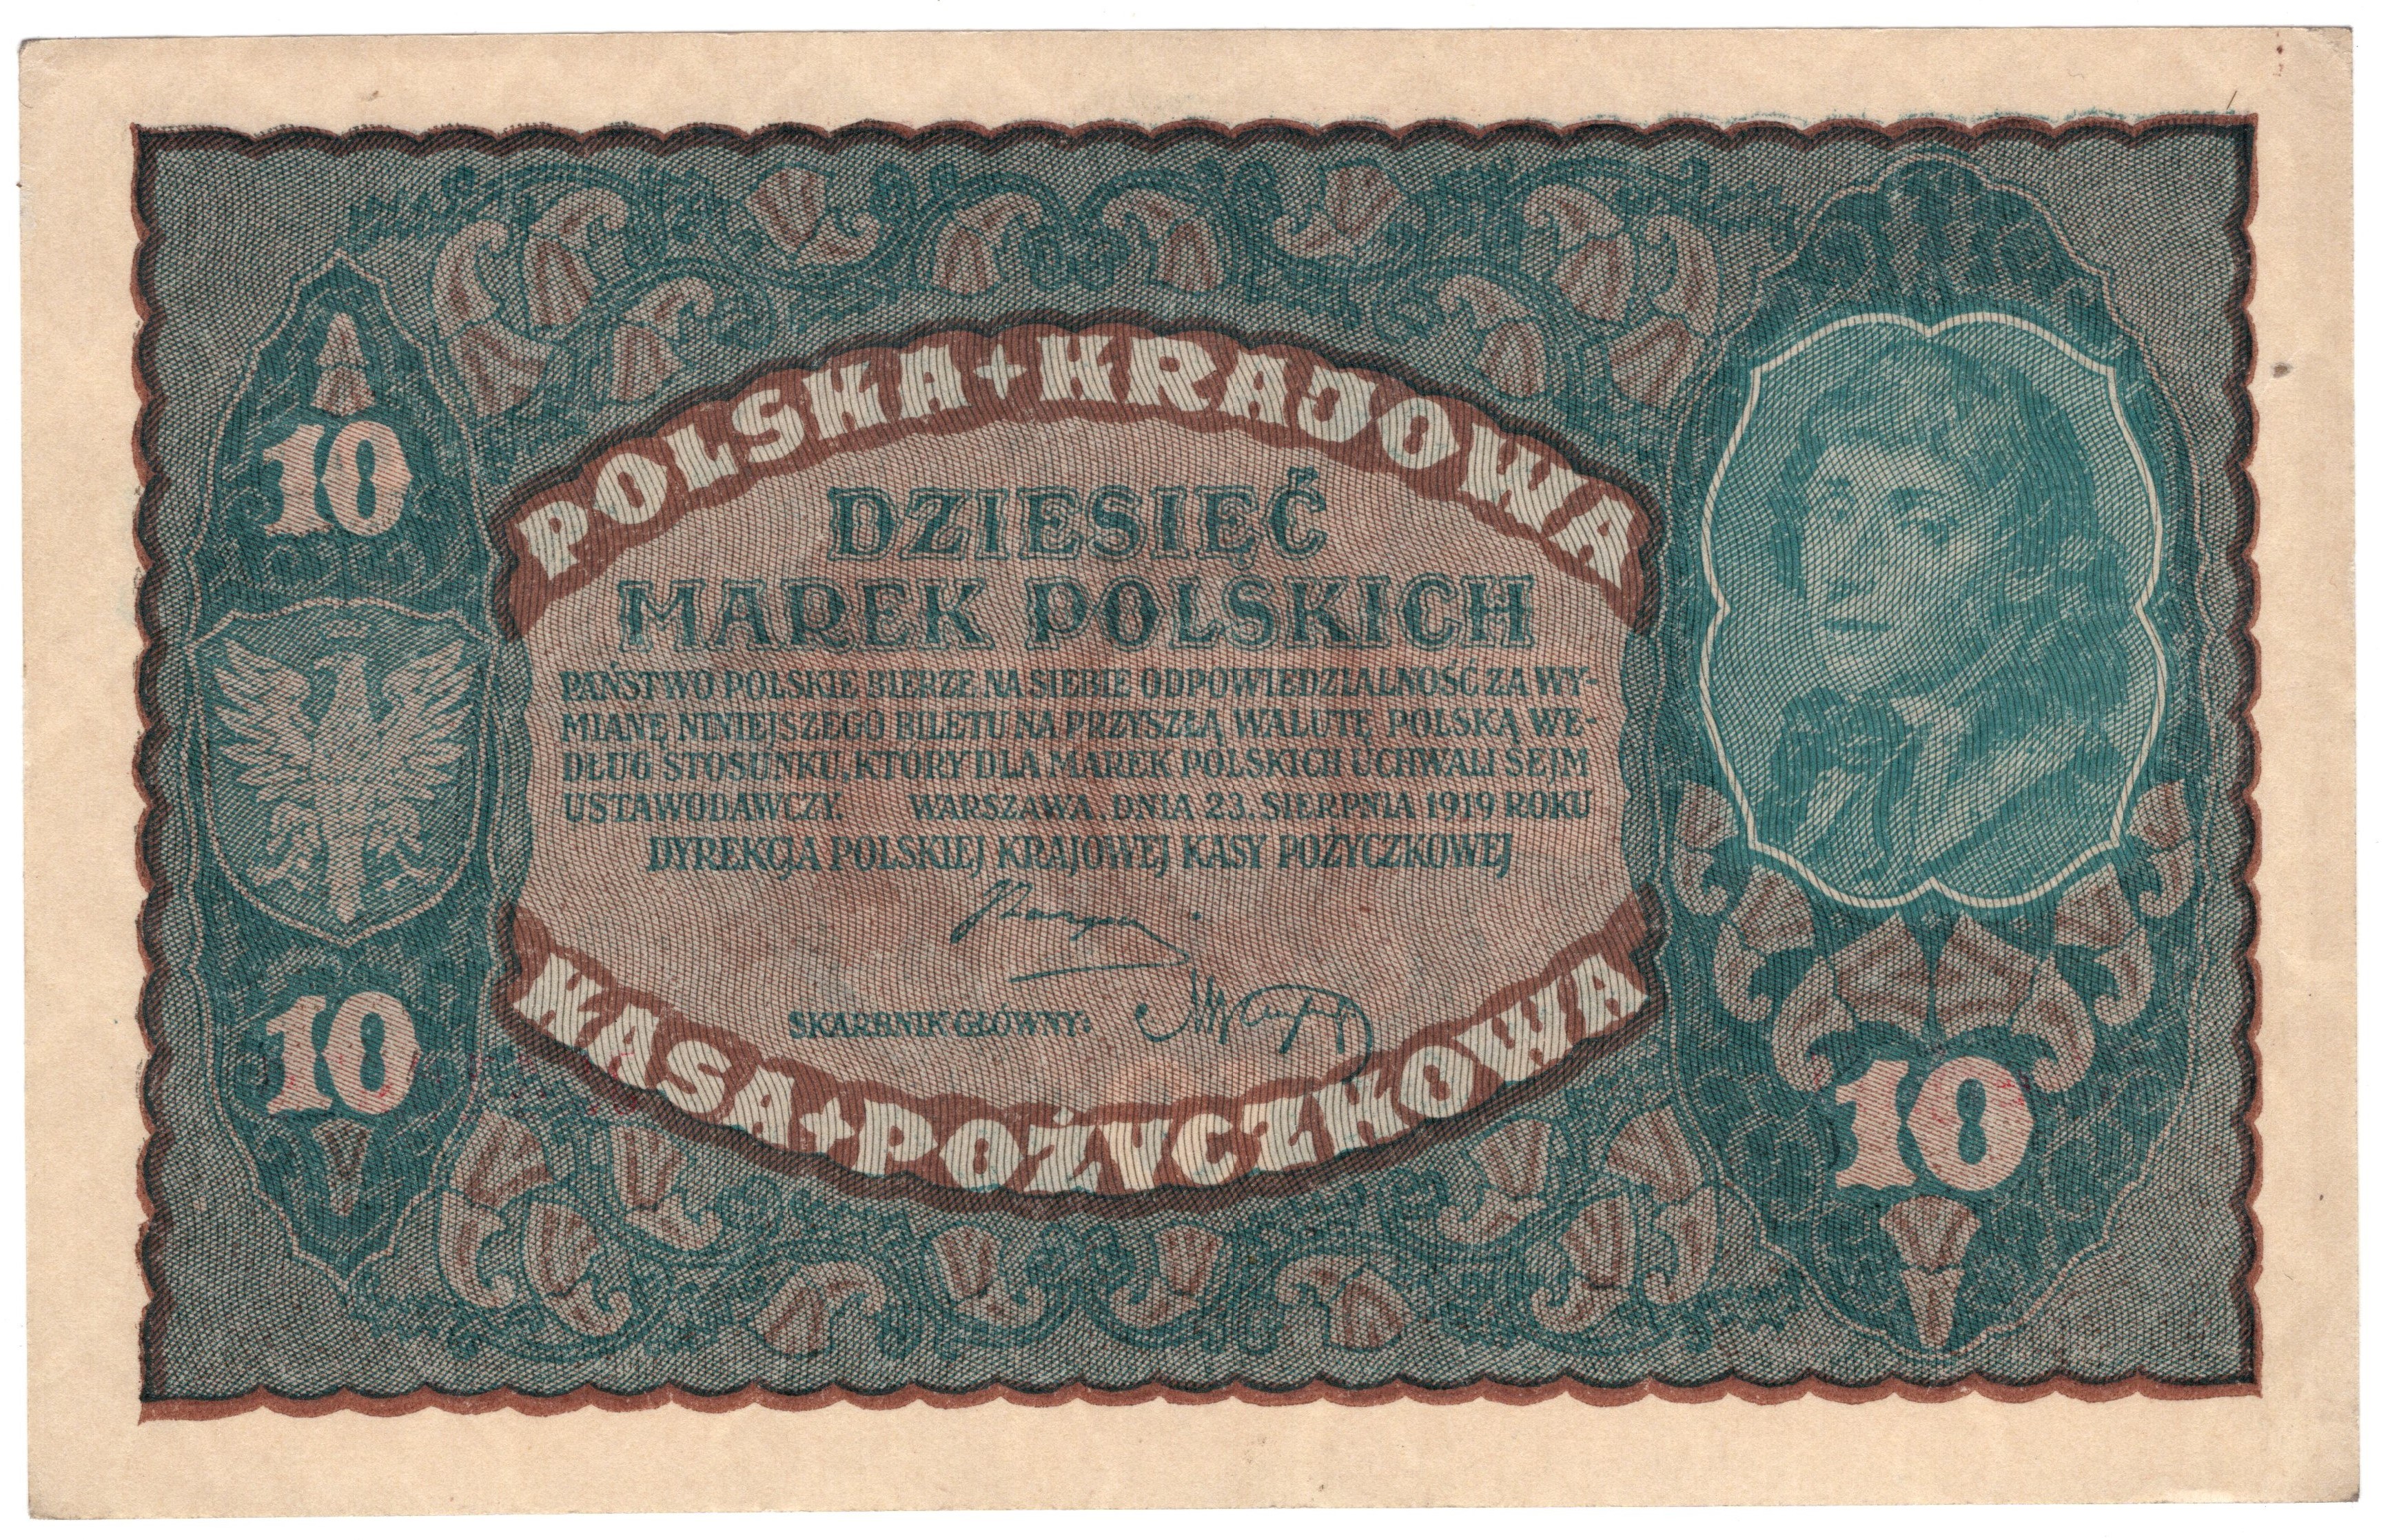 POLSKA KRAJOWA
10
DZIESIĘĆ
MAREK POLSKICH
PAŃSTWO POLSKIE BIERZE NA SIEBIE ODPOWIEDZIALNOŚĆ ZA WY-
MIANĘ NINIEJSZEGO BILETU NA PRZYSZŁĄ WALUTĘ POLSKĄ WE-
DŁUG STOSUNKU, KTÓRY DLA MAREK POLSKICH UCHWALI SEJM
USTAWODAWCZY. WARSZAWA, DNIA 23. SIERPNIA 1919 ROKU
DYREKCJA POLSKIEJ KRAJOWEJ KASY POŻYCZKOWEJ
SKARBNIK GŁÓWNY:
KASA POŻYCZKOWA
10
10